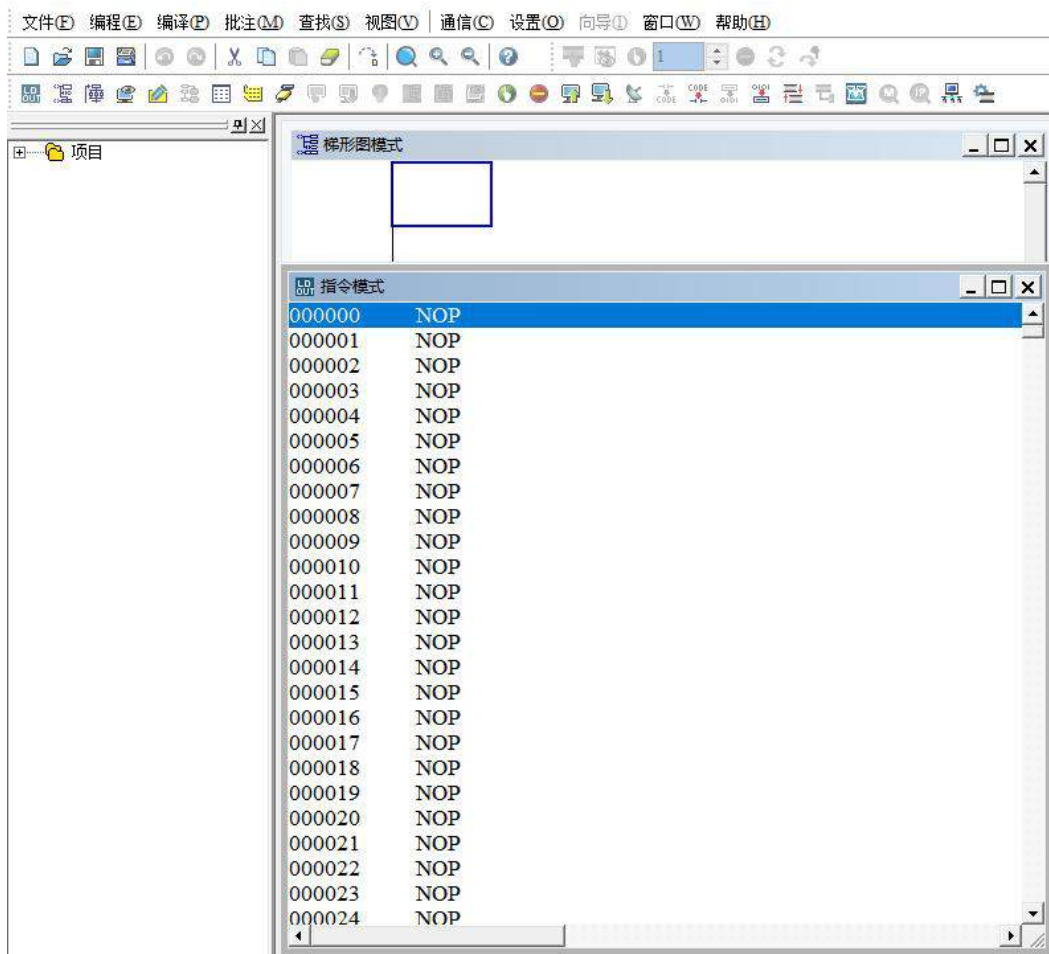 文件(F) 编程(E) 编译(P) 批注(M) 查找(S) 视图(V) 通信(C) 设置(O) 向导(I) 窗口(W) 帮助(H)
1
项目
梯形图模式
指令模式
000000 NOP
000001 NOP
000002 NOP
000003 NOP
000004 NOP
000005 NOP
000006 NOP
000007 NOP
000008 NOP
000009 NOP
000010 NOP
000011 NOP
000012 NOP
000013 NOP
000014 NOP
000015 NOP
000016 NOP
000017 NOP
000018 NOP
000019 NOP
000020 NOP
000021 NOP
000022 NOP
000023 NOP
000024 NOP